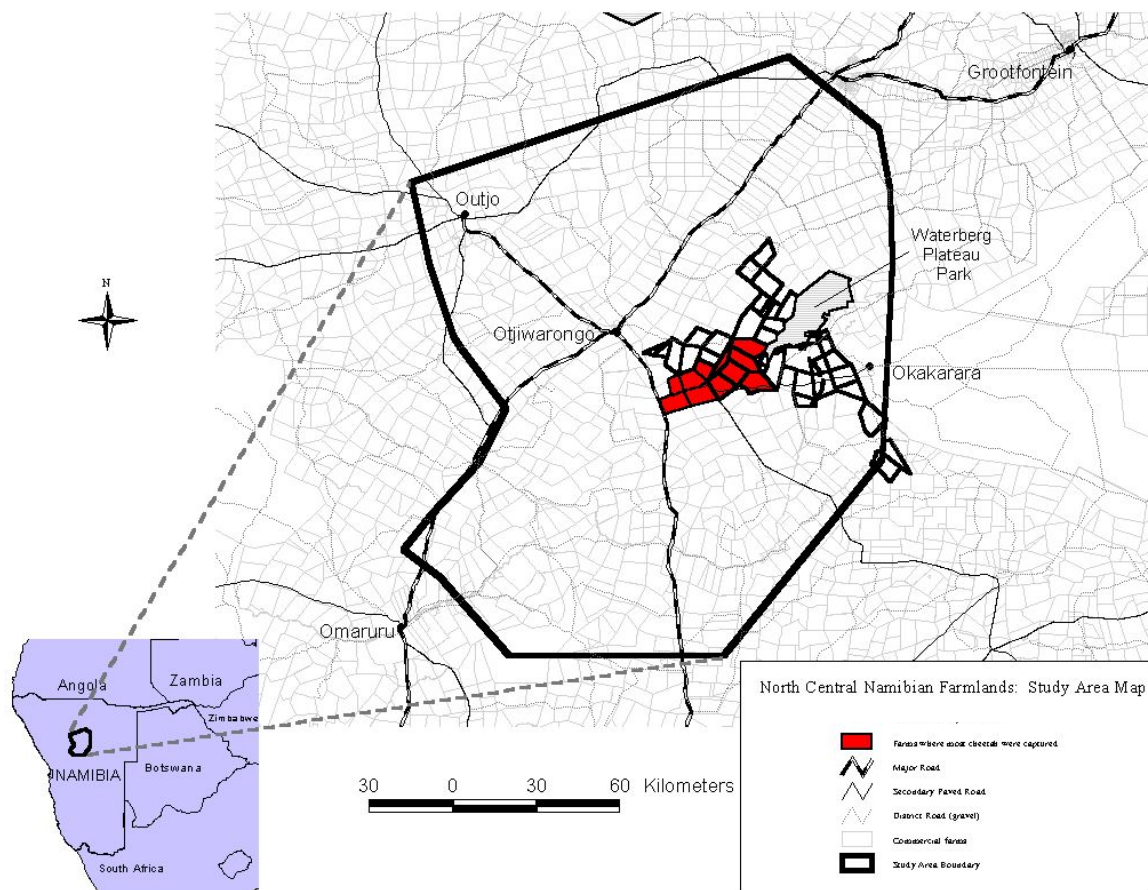 Grootfontein
Outjo
Waterberg
Plateau
Park
N
Otjiwarongo
Okakarara
Omaruru
Angola
Zambia
Zimbabwe
NAMIBIA
Botswana
South Africa
30 0 30 60 Kilometers
North Central Namibian Farmlands: Study Area Map
Farms where most cheetah were captured
Major Road
Secondary Paved Road
District Road (gravel)
Commercial farms
Study Area Boundary